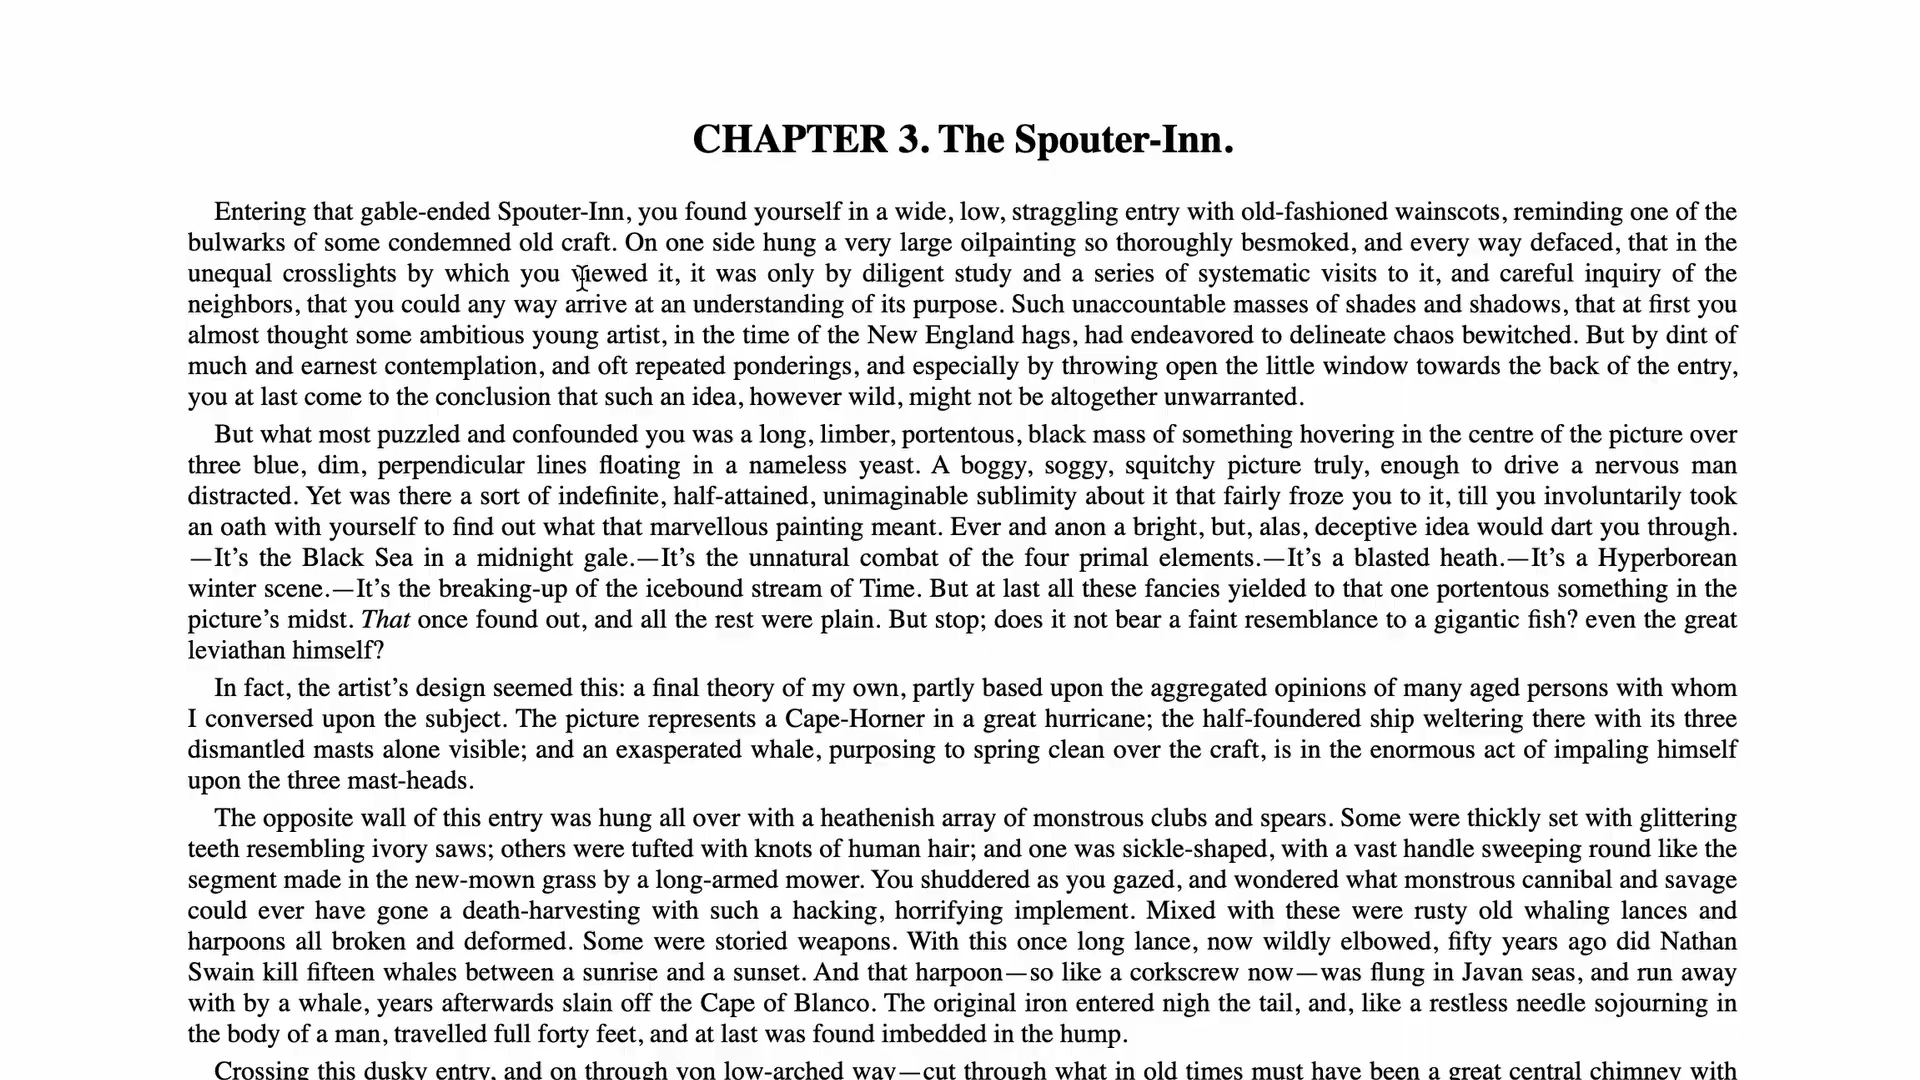 CHAPTER 3. The Spouter-Inn.
Entering that gable-ended Spouter-Inn, you found yourself in a wide, low, straggling entry with old-fashioned wainscots, reminding one of the
bulwarks of some condemned old craft. On one side hung a very large oilpainting so thoroughly besmoked, and every way defaced, that in the
unequal crosslights by which you viewed it, it was only by diligent study and a series of systematic visits to it, and careful inquiry of the
neighbors, that you could any way arrive at an understanding of its purpose. Such unaccountable masses of shades and shadows, that at first you
almost thought some ambitious young artist, in the time of the New England hags, had endeavored to delineate chaos bewitched. But by dint of
much and earnest contemplation, and oft repeated ponderings, and especially by throwing open the little window towards the back of the entry,
you at last come to the conclusion that such an idea, however wild, might not be altogether unwarranted.
But what most puzzled and confounded you was a long, limber, portentous, black mass of something hovering in the centre of the picture over
three blue, dim, perpendicular lines floating in a nameless yeast. A boggy, soggy, squitchy picture truly, enough to drive a nervous man
distracted. Yet was there a sort of indefinite, half-attained, unimaginable sublimity about it that fairly froze you to it, till you involuntarily took
an oath with yourself to find out what that marvellous painting meant. Ever and anon a bright, but, alas, deceptive idea would dart you through.
—It’s the Black Sea in a midnight gale.—It’s the unnatural combat of the four primal elements.—It’s a blasted heath.—It’s a Hyperborean
winter scene.—It’s the breaking-up of the icebound stream of Time. But at last all these fancies yielded to that one portentous something in the
picture’s midst. That once found out, and all the rest were plain. But stop; does it not bear a faint resemblance to a gigantic fish? even the great
leviathan himself?
In fact, the artist’s design seemed this: a final theory of my own, partly based upon the aggregated opinions of many aged persons with whom
I conversed upon the subject. The picture represents a Cape-Horner in a great hurricane; the half-foundered ship weltering there with its three
dismantled masts alone visible; and an exasperated whale, purposing to spring clean over the craft, is in the enormous act of impaling himself
upon the three mast-heads.
The opposite wall of this entry was hung all over with a heathenish array of monstrous clubs and spears. Some were thickly set with glittering
teeth resembling ivory saws; others were tufted with knots of human hair; and one was sickle-shaped, with a vast handle sweeping round like the
segment made in the new-mown grass by a long-armed mower. You shuddered as you gazed, and wondered what monstrous cannibal and savage
could ever have gone a death-harvesting with such a hacking, horrifying implement. Mixed with these were rusty old whaling lances and
harpoons all broken and deformed. Some were storied weapons. With this once long lance, now wildly elbowed, fifty years ago did Nathan
Swain kill fifteen whales between a sunrise and a sunset. And that harpoon—so like a corkscrew now—was flung in Javan seas, and run away
with by a whale, years afterwards slain off the Cape of Blanco. The original iron entered nigh the tail, and, like a restless needle sojourning in
the body of a man, travelled full forty feet, and at last was found imbedded in the hump.
Crossing this dusky entry, and on through yon low-arched way—cut through what in old times must have been a great central chimney with